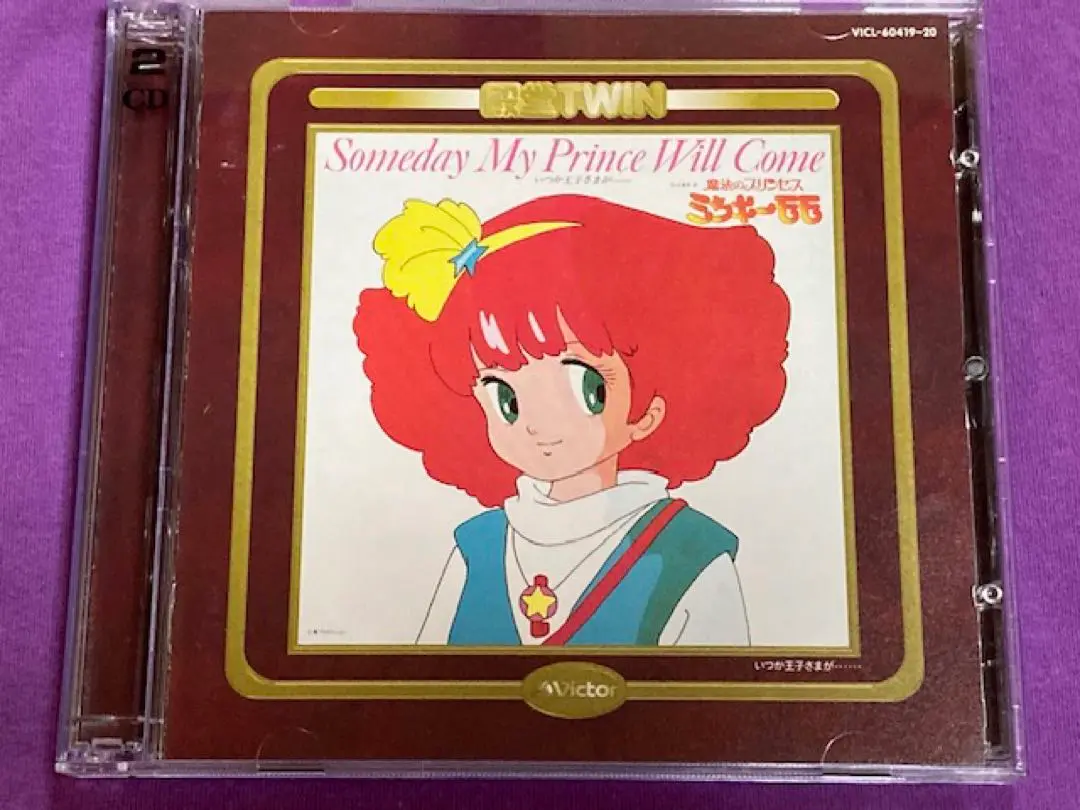 VICL-60419-20
2
CD
殿堂TWIN
Someday My Prince Will Come
いつか王子さまが……
魔法のプリンセス
ミンキーモモ
いつか王子さまが……
Victor